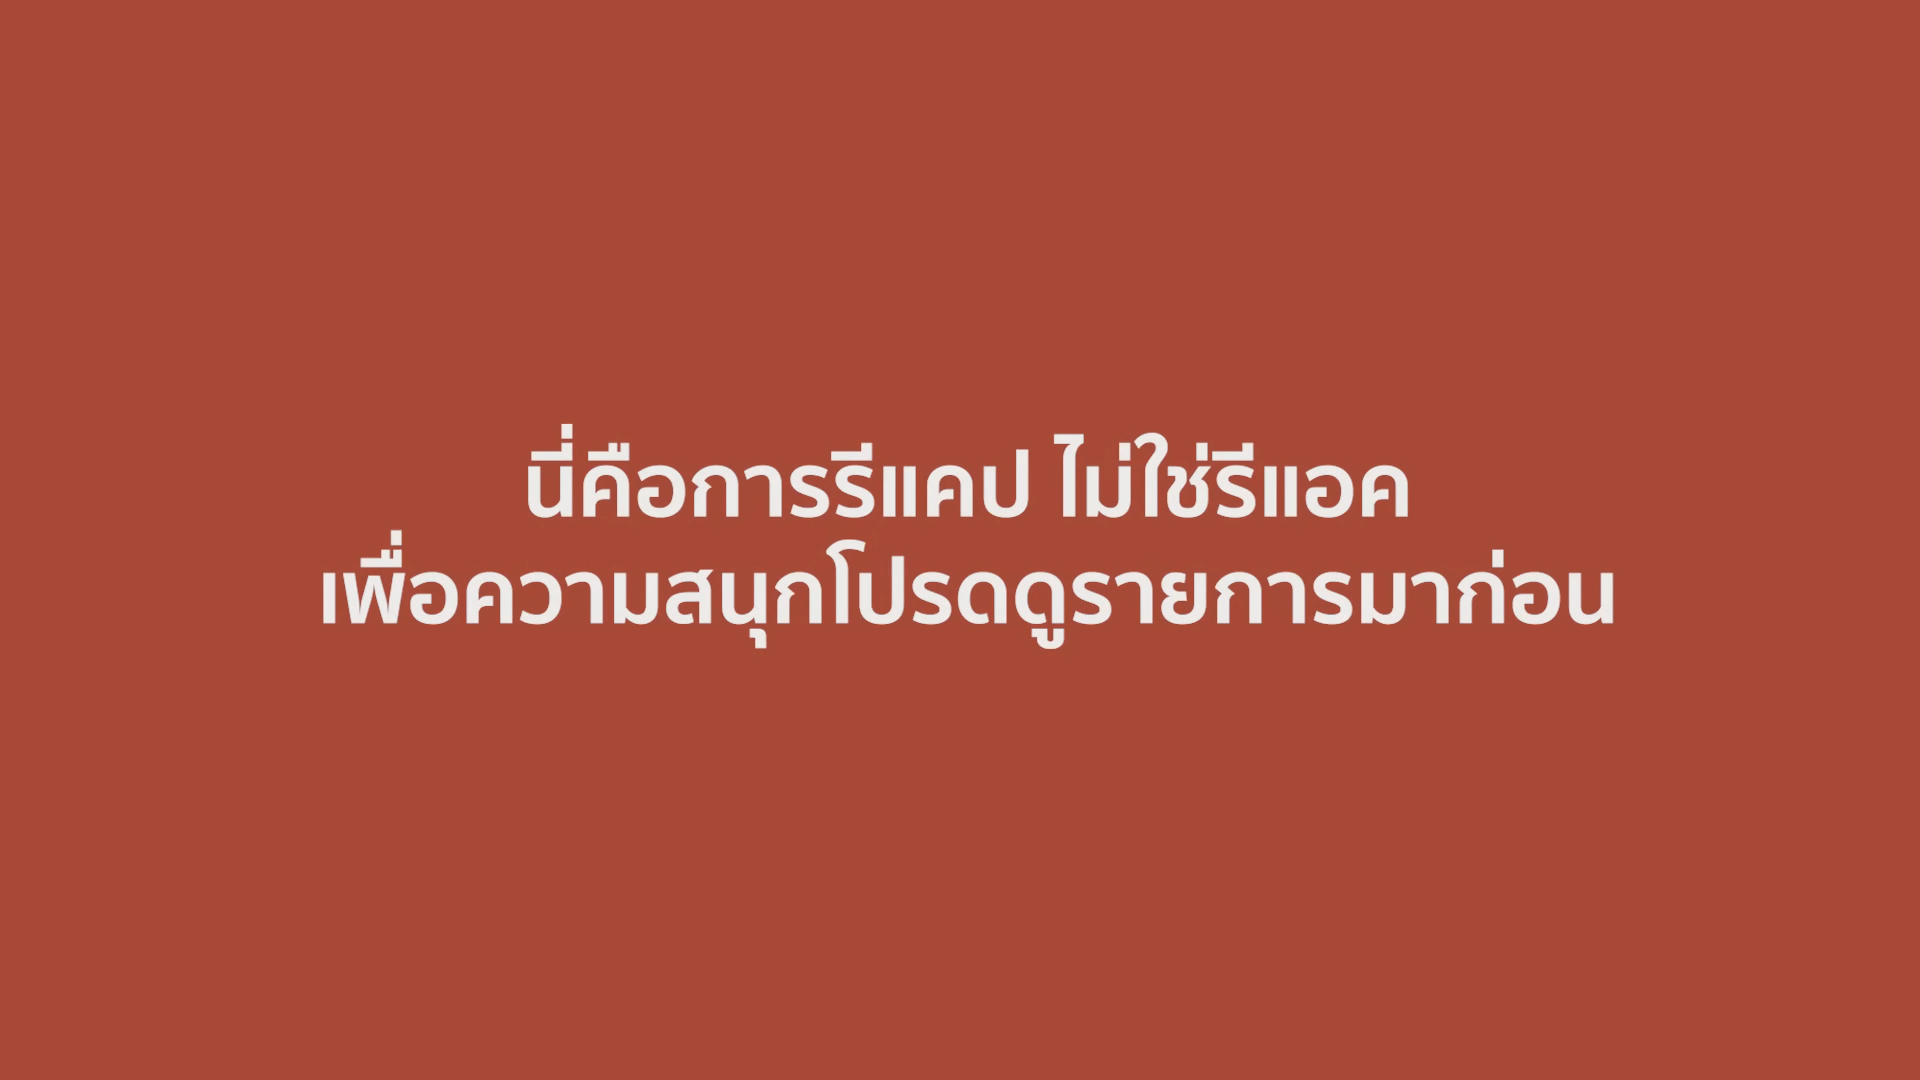 นี่คือการรีแคป ไม่ใช่รีแอค
เพื่อความสนุกโปรดดูรายการมาก่อน